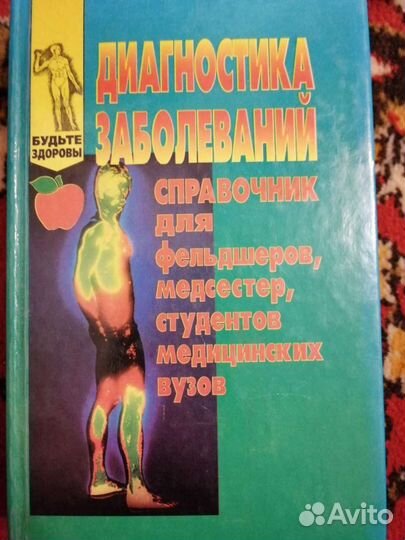 БУДЬТЕ
ЗДОРОВЫ
ДИАГНОСТИКА
ЗАБОЛЕВАНИЙ
СПРАВОЧНИК
для
фельдшеров,
медсестер,
студентов
медицинских
вузов
Avito